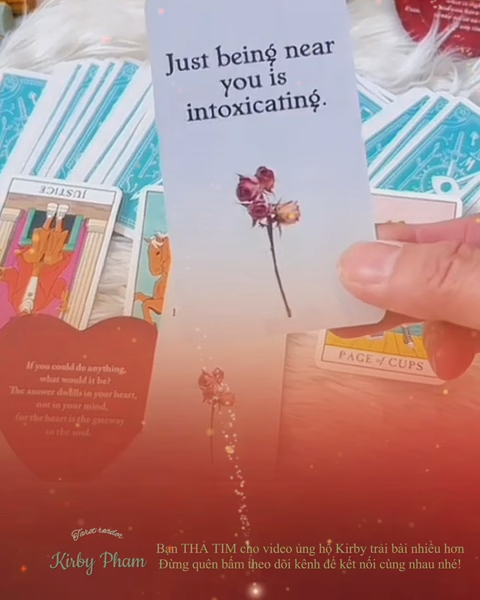 Just being near
you is
intoxicating.
JUSTICE
PAGE of CUPS
If you could do anything,
what would it be?
The answer dwells in your heart,
not in your mind,
for the heart is the gateway
to the soul.
Tarot reader
Kirby Pham
Bạn THẢ TIM cho video ủng hộ Kirby trải bài nhiều hơn
Đừng quên bấm theo dõi kênh để kết nối cùng nhau nhé!